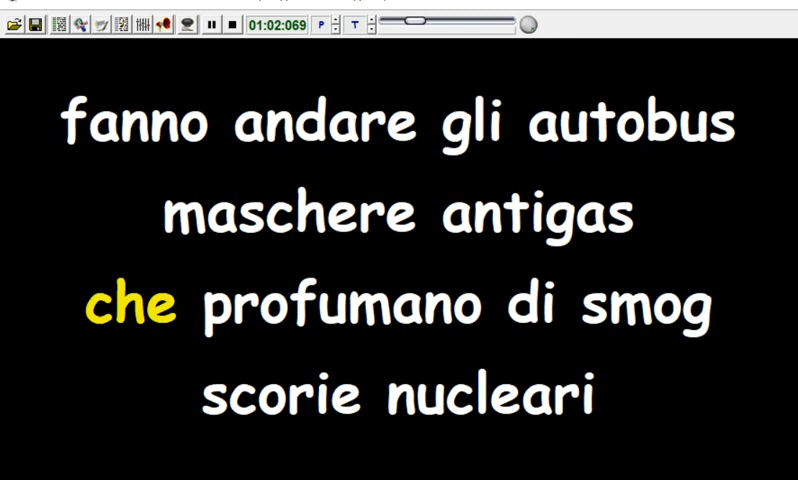 01:02:069 P T
fanno andare gli autobus
maschere antigas
che profumano di smog
scorie nucleari